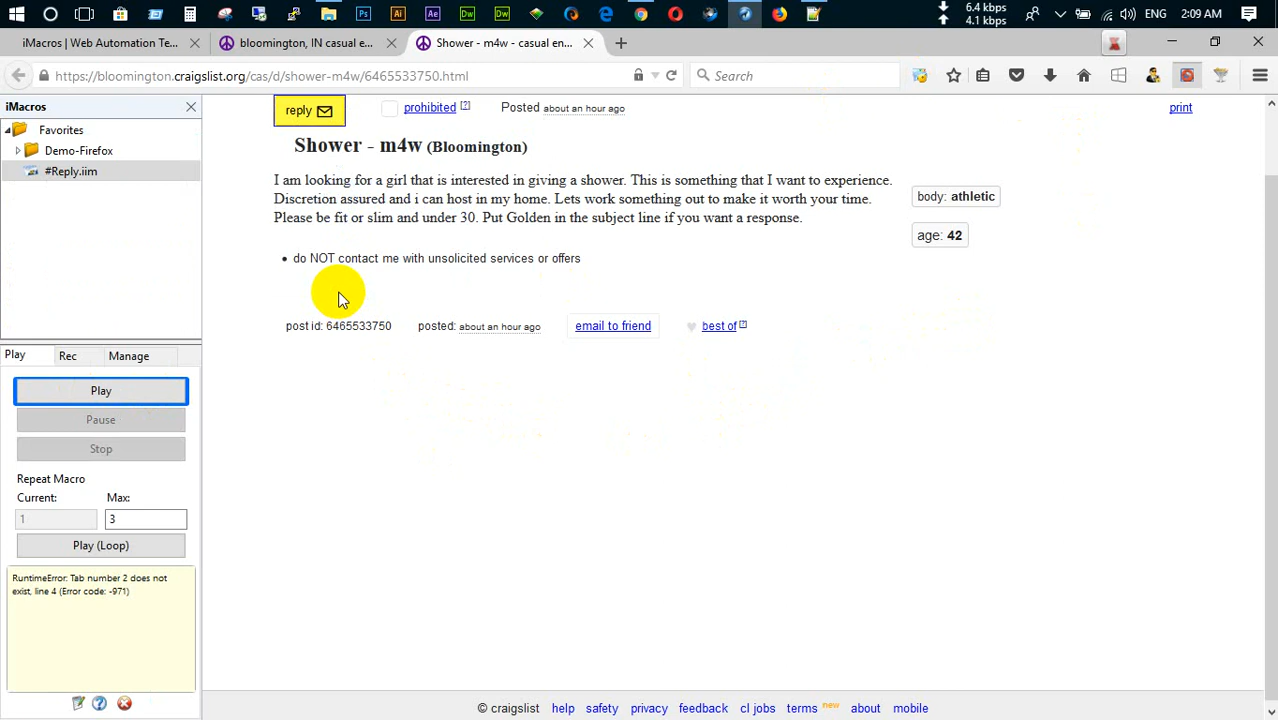 6.4 kbps
4.1 kbps
ENG
2:09 AM
iMacros | Web Automation Te...
bloomington, IN casual e...
Shower - m4w - casual en...
https://bloomington.craigslist.org/cas/d/shower-m4w/6465533750.html
Search
iMacros
Favorites
Demo-Firefox
#Reply.iim
Play
Rec
Manage
Play
Pause
Stop
Repeat Macro
Current:
Max:
1
3
Play (Loop)
RuntimeError: Tab number 2 does not
exist, line 4 (Error code: -971)
reply
prohibited [?]
Posted about an hour ago
print
Shower - m4w (Bloomington)
I am looking for a girl that is interested in giving a shower. This is something that I want to experience.
Discretion assured and i can host in my home. Lets work something out to make it worth your time.
Please be fit or slim and under 30. Put Golden in the subject line if you want a response.
body: athletic
age: 42
• do NOT contact me with unsolicited services or offers
post id: 6465533750
posted: about an hour ago
email to friend
best of [?]
© craigslist
help
safety
privacy
feedback
cl jobs
terms new
about
mobile